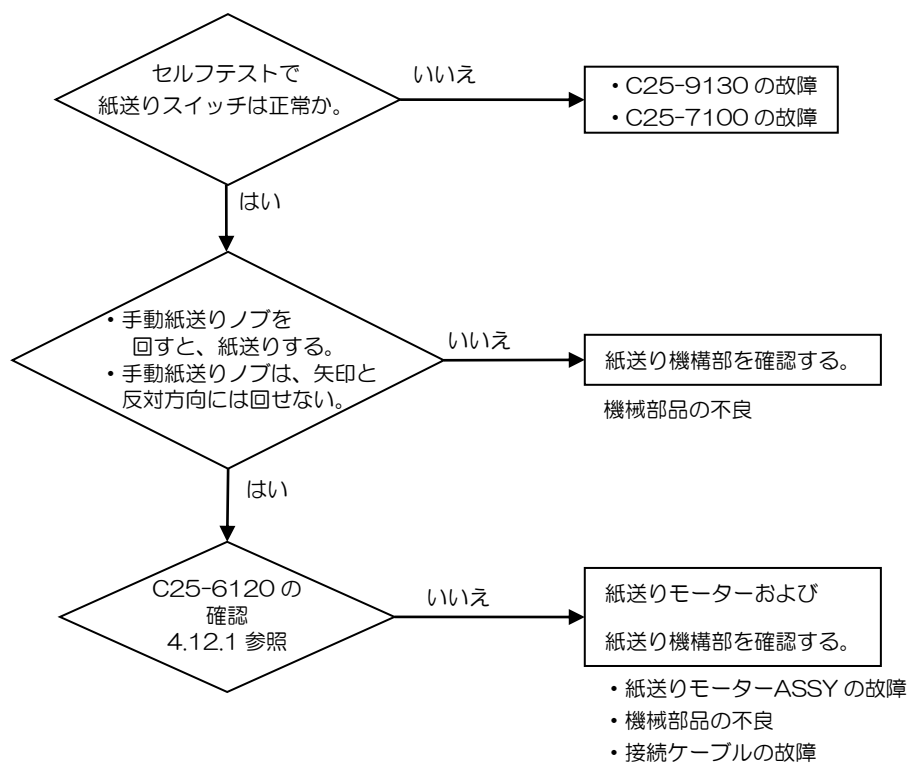 セルフテストで
紙送りスイッチは正常か。
いいえ
・C25-9130 の故障
・C25-7100 の故障
はい
・手動紙送りノブを
回すと、紙送りする。
・手動紙送りノブは、矢印と
反対方向には回せない。
いいえ
紙送り機構部を確認する。
機械部品の不良
はい
C25-6120 の
確認
4.12.1 参照
いいえ
紙送りモーターおよび
紙送り機構部を確認する。
・紙送りモーターASSY の故障
・機械部品の不良
・接続ケーブルの故障